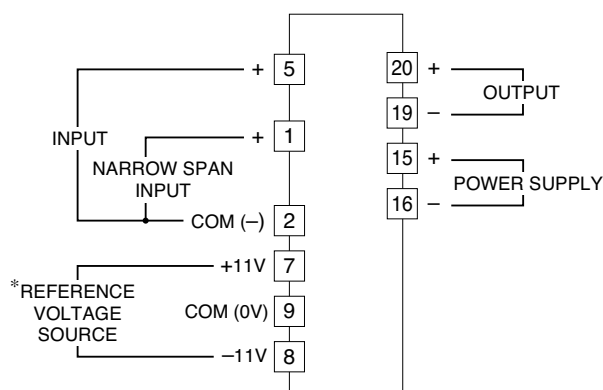 + 5
20 +
OUTPUT
19 –
INPUT
+ 1
NARROW SPAN
INPUT
15 +
POWER SUPPLY
16 –
COM (–) 2
+11V 7
*REFERENCE
VOLTAGE
SOURCE
COM (0V) 9
–11V 8